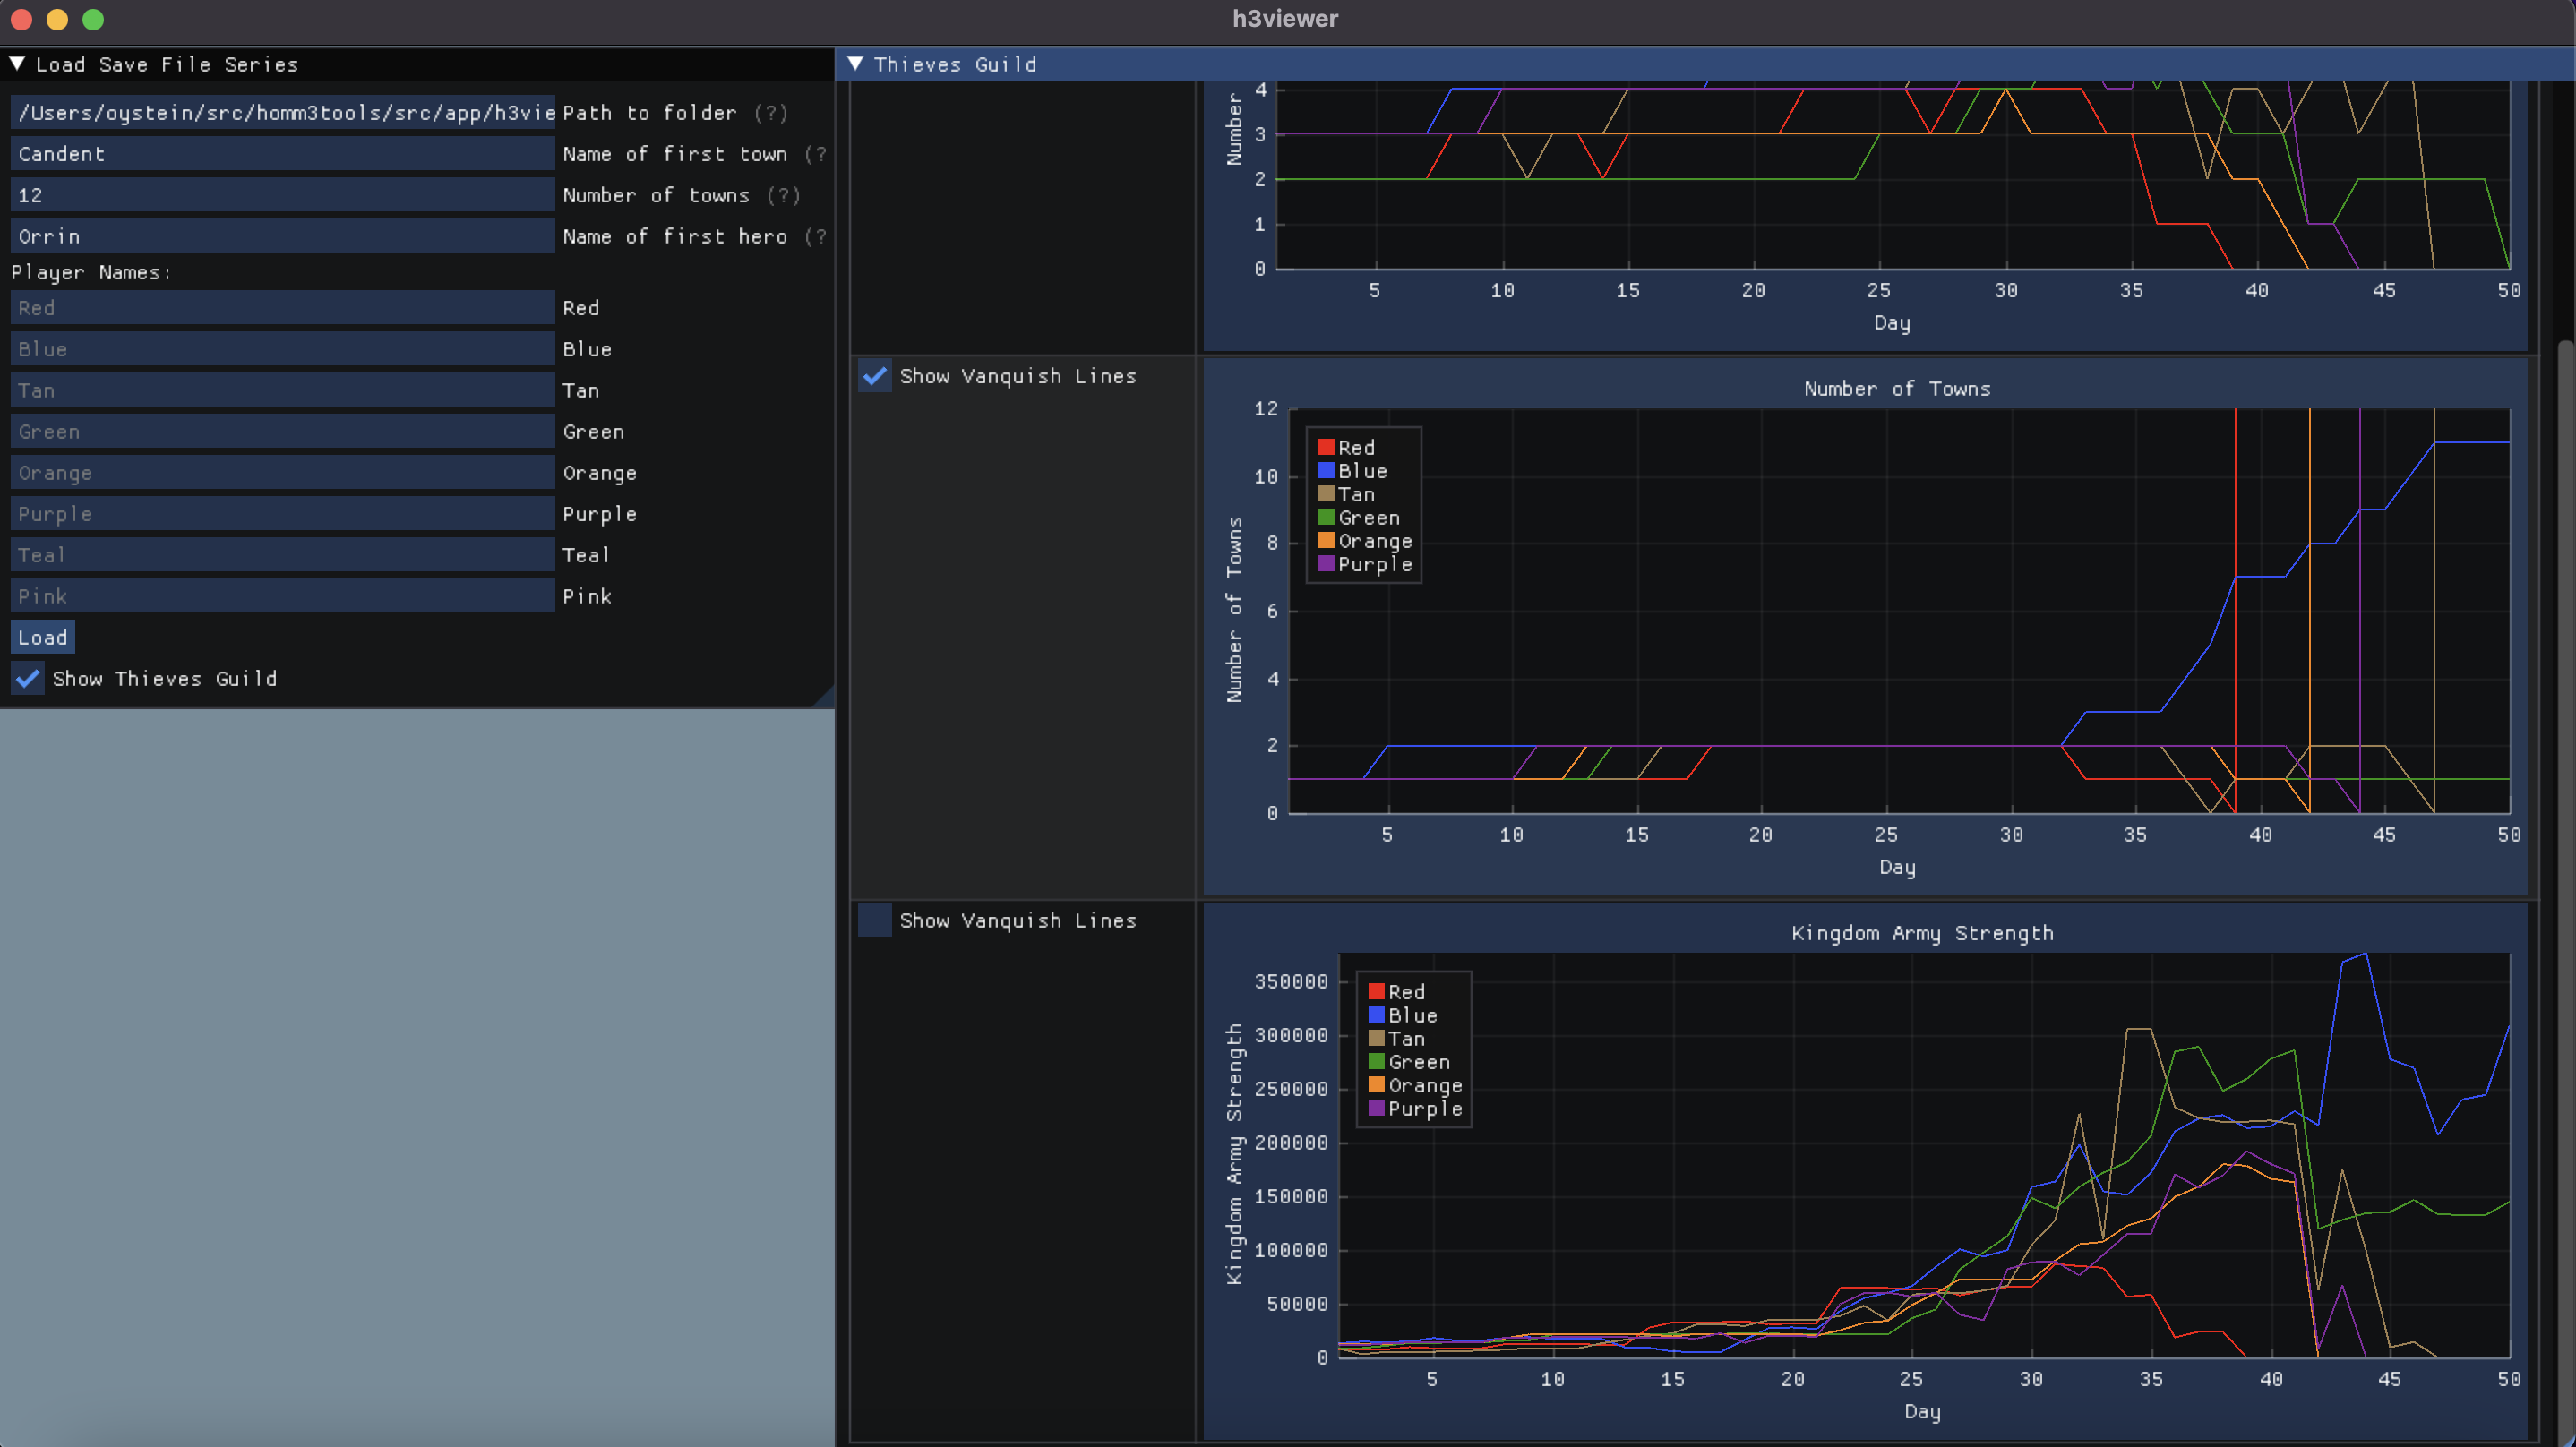 h3viewer
Load Save File Series
/Users/oystein/src/homm3tools/src/app/h3vie Path to folder (?)
Candent Name of first town (?
12 Number of towns (?)
Orrin Name of first hero (?
Player Names:
Red Red
Blue Blue
Tan Tan
Green Green
Orange Orange
Purple Purple
Teal Teal
Pink Pink
Load
Show Thieves Guild
Thieves Guild
Number
4
3
2
1
0
5 10 15 20 25 30 35 40 45 50
Day
Show Vanquish Lines
Number of Towns
Number of Towns
12
10
8
6
4
2
0
Red
Blue
Tan
Green
Orange
Purple
5 10 15 20 25 30 35 40 45 50
Day
Show Vanquish Lines
Kingdom Army Strength
Kingdom Army Strength
350000
300000
250000
200000
150000
100000
50000
0
Red
Blue
Tan
Green
Orange
Purple
5 10 15 20 25 30 35 40 45 50
Day